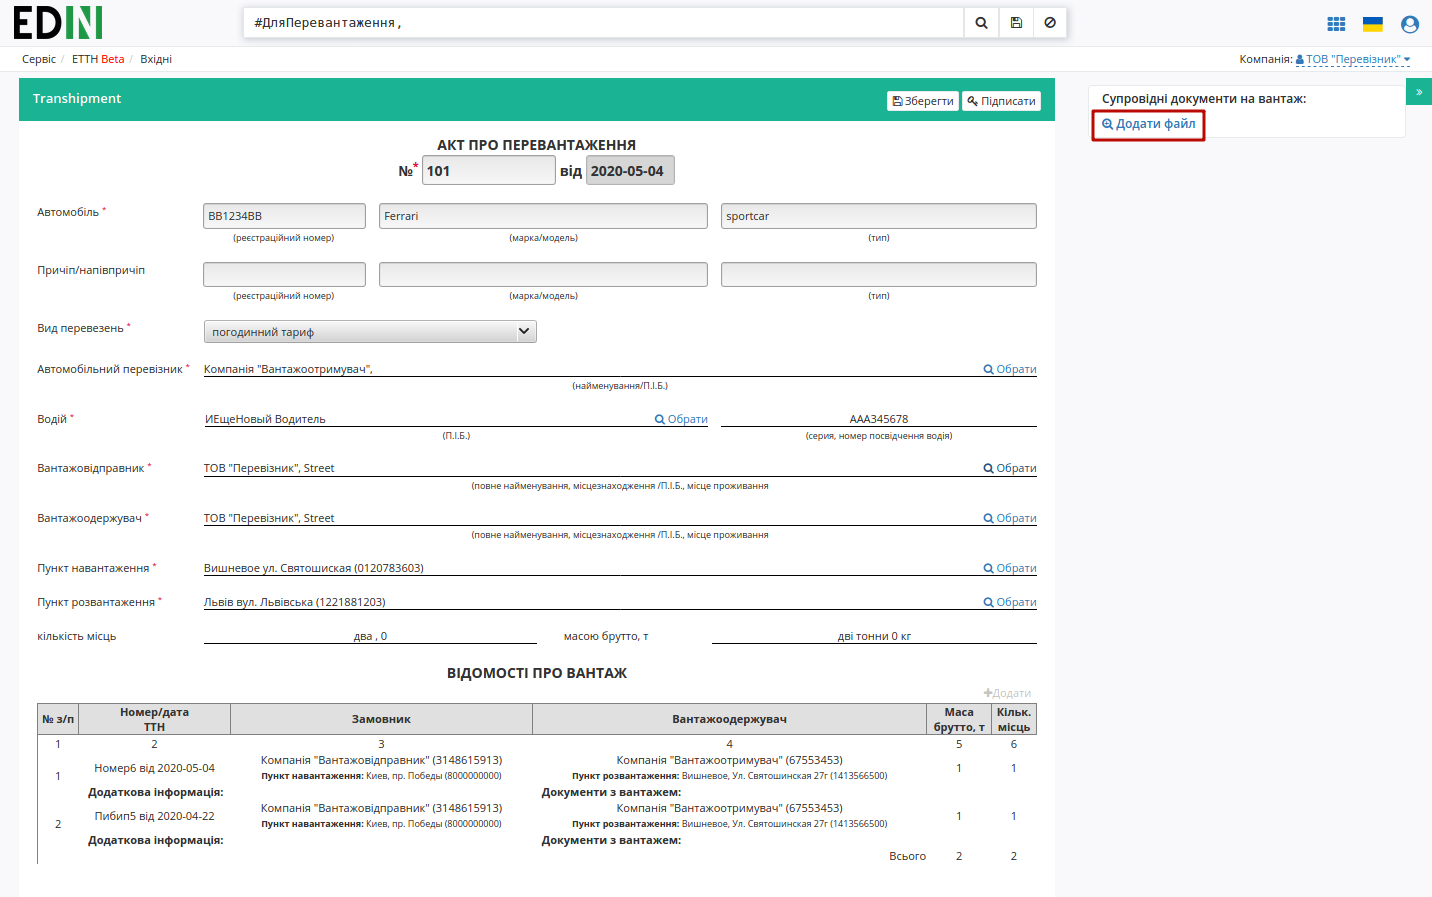 EDIN
#ДляПеревантаження,
Сервіс / ЕТТН Beta / Вхідні
Компанія: ТОВ "Перевізник"
Transhipment
Зберегти
Підписати
»
Супровідні документи на вантаж:
Додати файл
АКТ ПРО ПЕРЕВАНТАЖЕННЯ
№* 101 від 2020-05-04
Автомобіль * BB1234BB Ferrari sportcar
(реєстраційний номер) (марка/модель) (тип)
Причіп/напівпричіп
(реєстраційний номер) (марка/модель) (тип)
Вид перевезень * погодинний тариф
Автомобільний перевізник * Компанія "Вантажоотримувач", Обрати
(найменування/П.І.Б.)
Водій * ИЕщеНовый Водитель Обрати ААА345678
(П.І.Б.) (серия, номер посвідчення водія)
Вантажовідправник * ТОВ "Перевізник", Street Обрати
(повне найменування, місцезнаходження /П.І.Б., місце проживання
Вантажоодержувач * ТОВ "Перевізник", Street Обрати
(повне найменування, місцезнаходження /П.І.Б., місце проживання
Пункт навантаження * Вишневое ул. Святошиская (0120783603) Обрати
Пункт розвантаження * Львів вул. Львівська (1221881203) Обрати
кількість місць два , 0 масою брутто, т дві тонни 0 кг
ВІДОМОСТІ ПРО ВАНТАЖ
+Додати
№ з/п Номер/дата ТТН Замовник Вантажоодержувач Маса брутто, т Кільк. місць
1 2 3 4 5 6
1 Номер6 від 2020-05-04 Компанія "Вантажовідправник" (3148615913) Компанія "Вантажоотримувач" (67553453) 1 1
Пункт навантаження: Киев, пр. Победы (8000000000) Пункт розвантаження: Вишневое, Ул. Святошинская 27г (1413566500)
Додаткова інформація: Документи з вантажем:
2 Пибип5 від 2020-04-22 Компанія "Вантажовідправник" (3148615913) Компанія "Вантажоотримувач" (67553453) 1 1
Пункт навантаження: Киев, пр. Победы (8000000000) Пункт розвантаження: Вишневое, Ул. Святошинская 27г (1413566500)
Додаткова інформація: Документи з вантажем:
Всього 2 2